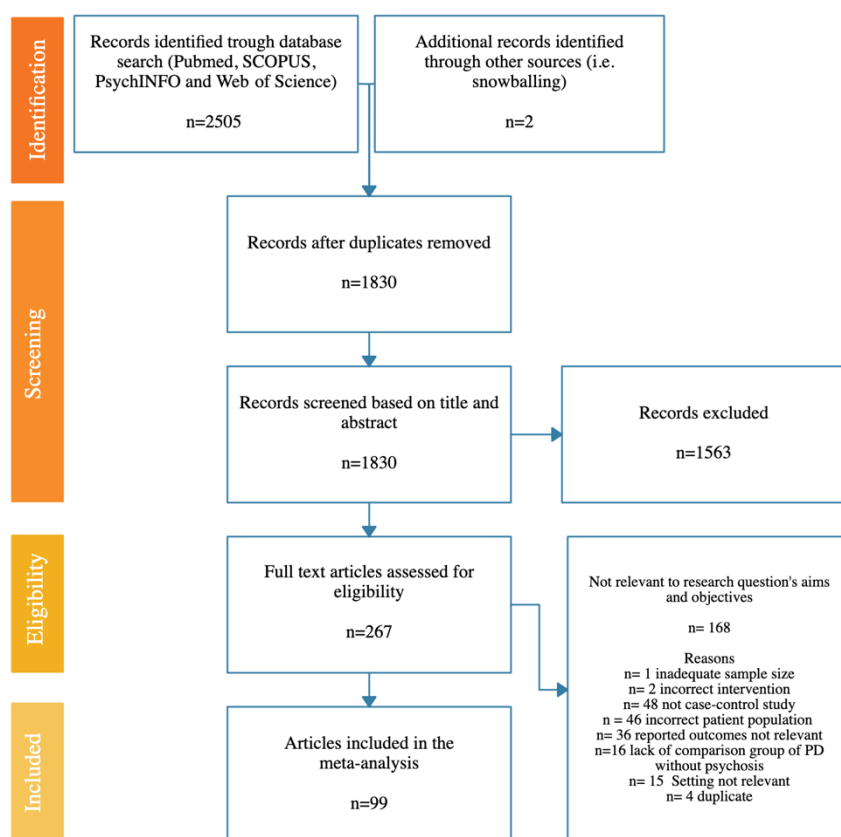 Identification
Records identified trough database
search (Pubmed, SCOPUS,
PsychINFO and Web of Science)
n=2505
Additional records identified
through other sources (i.e.
snowballing)
n=2
Screening
Records after duplicates removed
n=1830
Records screened based on title and
abstract
n=1830
Records excluded
n=1563
Eligibility
Full text articles assessed for
eligibility
n=267
Not relevant to research question's aims
and objectives
n= 168
Reasons
n= 1 inadequate sample size
n= 2 incorrect intervention
n= 48 not case-control study
n = 46 incorrect patient population
n= 36 reported outcomes not relevant
n=16 lack of comparison group of PD
without psychosis
n= 15 Setting not relevant
n= 4 duplicate
Included
Articles included in the
meta-analysis
n=99